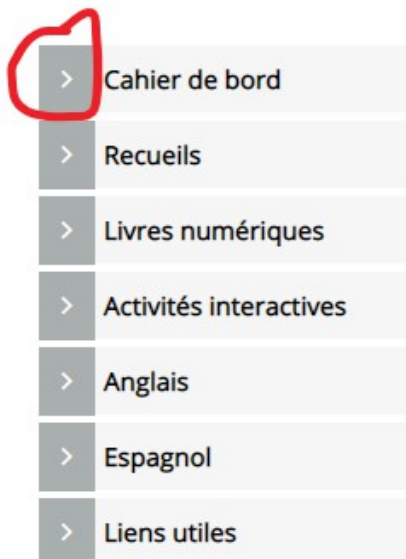 Cahier de bord
Recueils
Livres numériques
Activités interactives
Anglais
Espagnol
Liens utiles